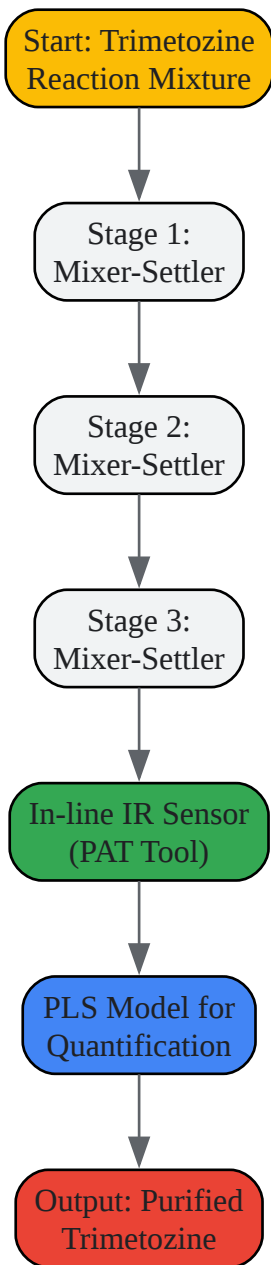 Start: Trimetozine
Reaction Mixture
Stage 1:
Mixer-Settler
Stage 2:
Mixer-Settler
Stage 3:
Mixer-Settler
In-line IR Sensor
(PAT Tool)
PLS Model for
Quantification
Output: Purified
Trimetozine